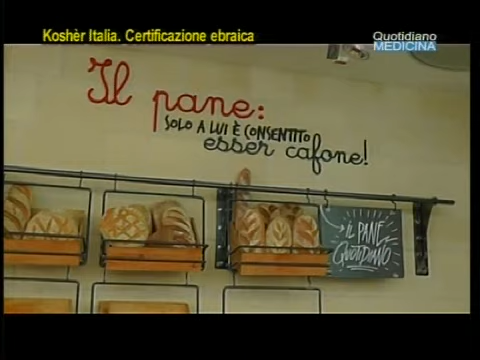 Koshèr Italia. Certificazione ebraica
Quotidiano
MEDICINA
Il pane:
SOLO A LUI È CONSENTITO
esser cafone!
IL PANE
QUOTIDIANO